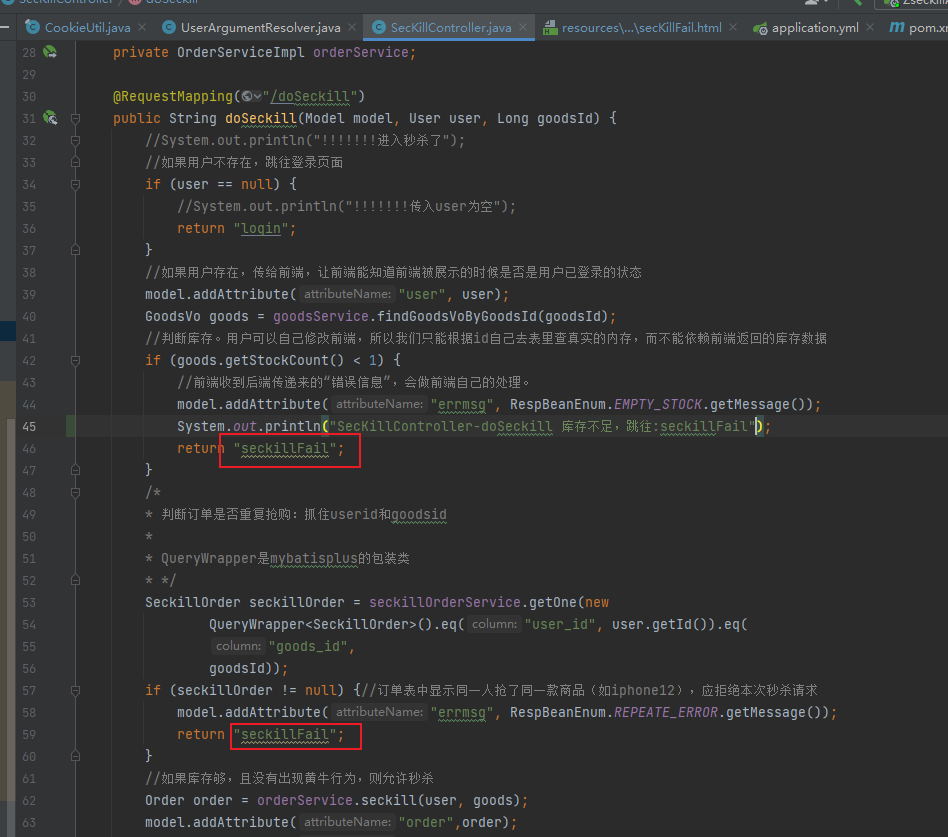 SecKillController doSeckill
CookieUtil.java UserArgumentResolver.java SecKillController.java resources\...\secKillFail.html application.yml pom.x
28 private OrderServiceImpl orderService;
29
30 @RequestMapping("/doSeckill")
31 public String doSeckill(Model model, User user, Long goodsId) {
32 //System.out.println("!!!!!!!进入秒杀了");
33 //如果用户不存在，跳往登录页面
34 if (user == null) {
35 //System.out.println("!!!!!!!传入user为空");
36 return "login";
37 }
38 //如果用户存在，传给前端，让前端能知道前端被展示的时候是否是用户已登录的状态
39 model.addAttribute( attributeName: "user", user);
40 GoodsVo goods = goodsService.findGoodsVoByGoodsId(goodsId);
41 //判断库存。用户可以自己修改前端，所以我们只能根据id自己去表里查真实的内存，而不能依赖前端返回的库存数据
42 if (goods.getStockCount() < 1) {
43 //前端收到后端传递来的“错误信息”，会做前端自己的处理。
44 model.addAttribute( attributeName: "errmsg", RespBeanEnum.EMPTY_STOCK.getMessage());
45 System.out.println("SecKillController-doSeckill 库存不足，跳往:seckillFail");
46 return "seckillFail";
47 }
48 /*
49 * 判断订单是否重复抢购：抓住userid和goodsid
50 *
51 * QueryWrapper是mybatisplus的包装类
52 * */
53 SeckillOrder seckillOrder = seckillOrderService.getOne(new
54 QueryWrapper<SeckillOrder>().eq( column: "user_id", user.getId()).eq(
55 column: "goods_id",
56 goodsId));
57 if (seckillOrder != null) {//订单表中显示同一人抢了同一款商品（如iphone12），应拒绝本次秒杀请求
58 model.addAttribute( attributeName: "errmsg", RespBeanEnum.REPEATE_ERROR.getMessage());
59 return "seckillFail";
60 }
61 //如果库存够，且没有出现黄牛行为，则允许秒杀
62 Order order = orderService.seckill(user, goods);
63 model.addAttribute( attributeName: "order",order);